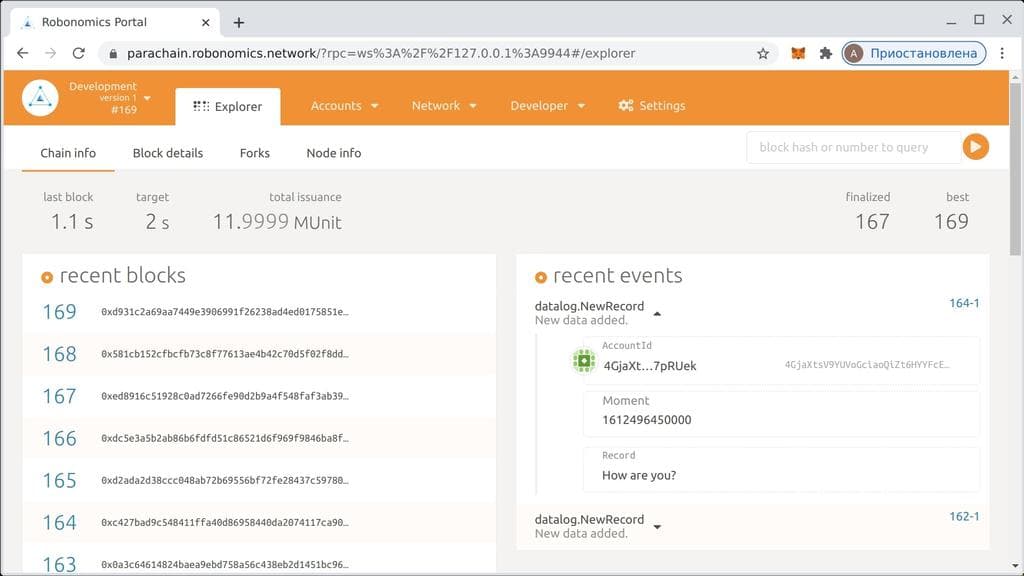 Robonomics Portal
parachain.robonomics.network/?rpc=ws%3A%2F%2F127.0.0.1%3A9944#/explorer
A Приостановлена
Development
version 1
#169
Explorer
Accounts
Network
Developer
Settings
Chain info
Block details
Forks
Node info
block hash or number to query
last block
1.1 s
target
2 s
total issuance
11.9999 MUnit
finalized
167
best
169
recent blocks
169 0xd931c2a69aa7449e3906991f26238ad4ed0175851e…
168 0x581cb152cfbcfb73c8f77613ae4b42c70d5f02f8dd…
167 0xed8916c51928c0ad7266fe90d2b9a4f548faf3ab39…
166 0xdc5e3a5b2ab86b6fdfd51c86521d6f969f9846ba8f…
165 0xd2ada2d38ccc048ab72b69556bf72fe28437c59780…
164 0xc427bad9c548411ffa40d86958440da2074117ca90…
163 0x0a3c64614824baea9ebd758a56c438eb2d1451bc96…
recent events
datalog.NewRecord
New data added.
164-1
AccountId
4GjaXt…7pRUek
4GjaXtsV9YUVoGciaoQiZt6HYYFcE…
Moment
1612496450000
Record
How are you?
datalog.NewRecord
New data added.
162-1